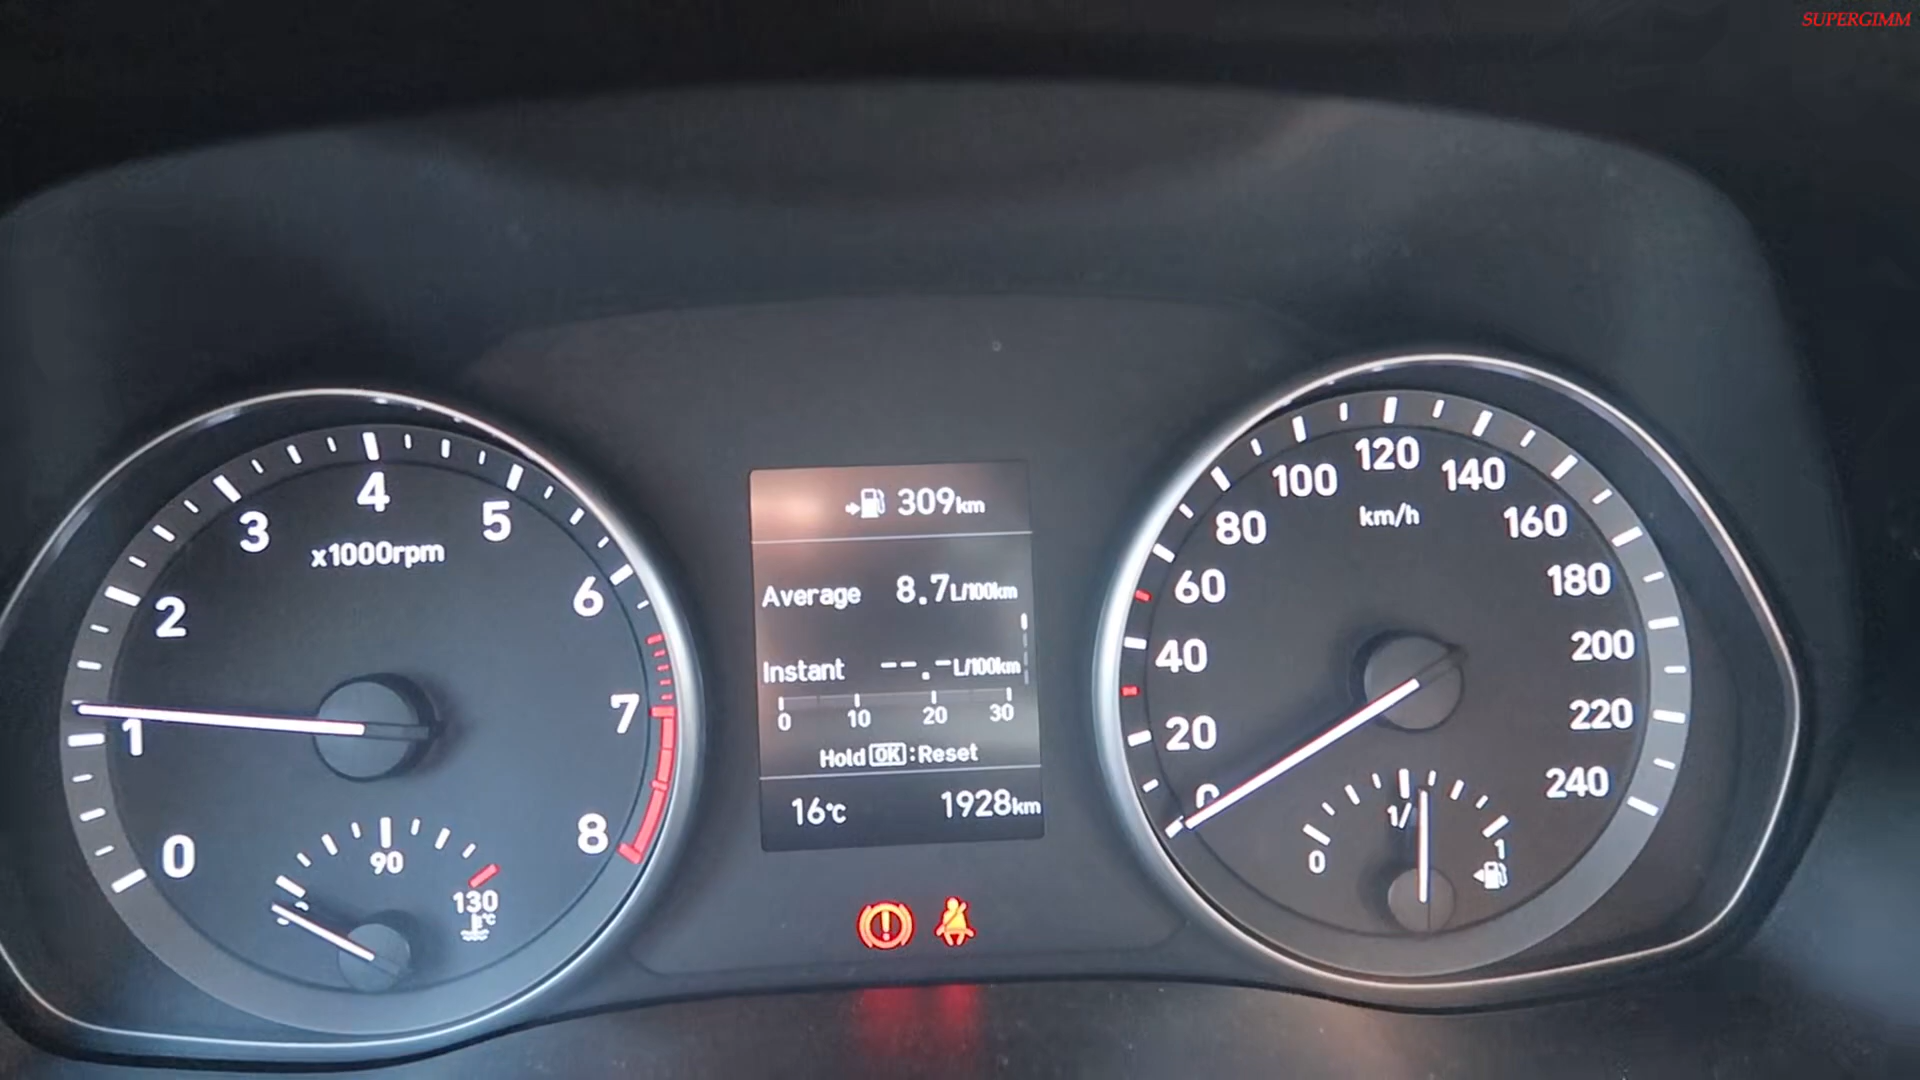 SUPERGIMM
309km
Average 8.7L/100km
Instant --.-L/100km
0 10 20 30
Hold OK :Reset
16°C 1928km
0
1
2
3
4
5
6
7
8
x1000rpm
90
130
°C
0
20
40
60
80
100
120
140
160
180
200
220
240
km/h
0
1/
1